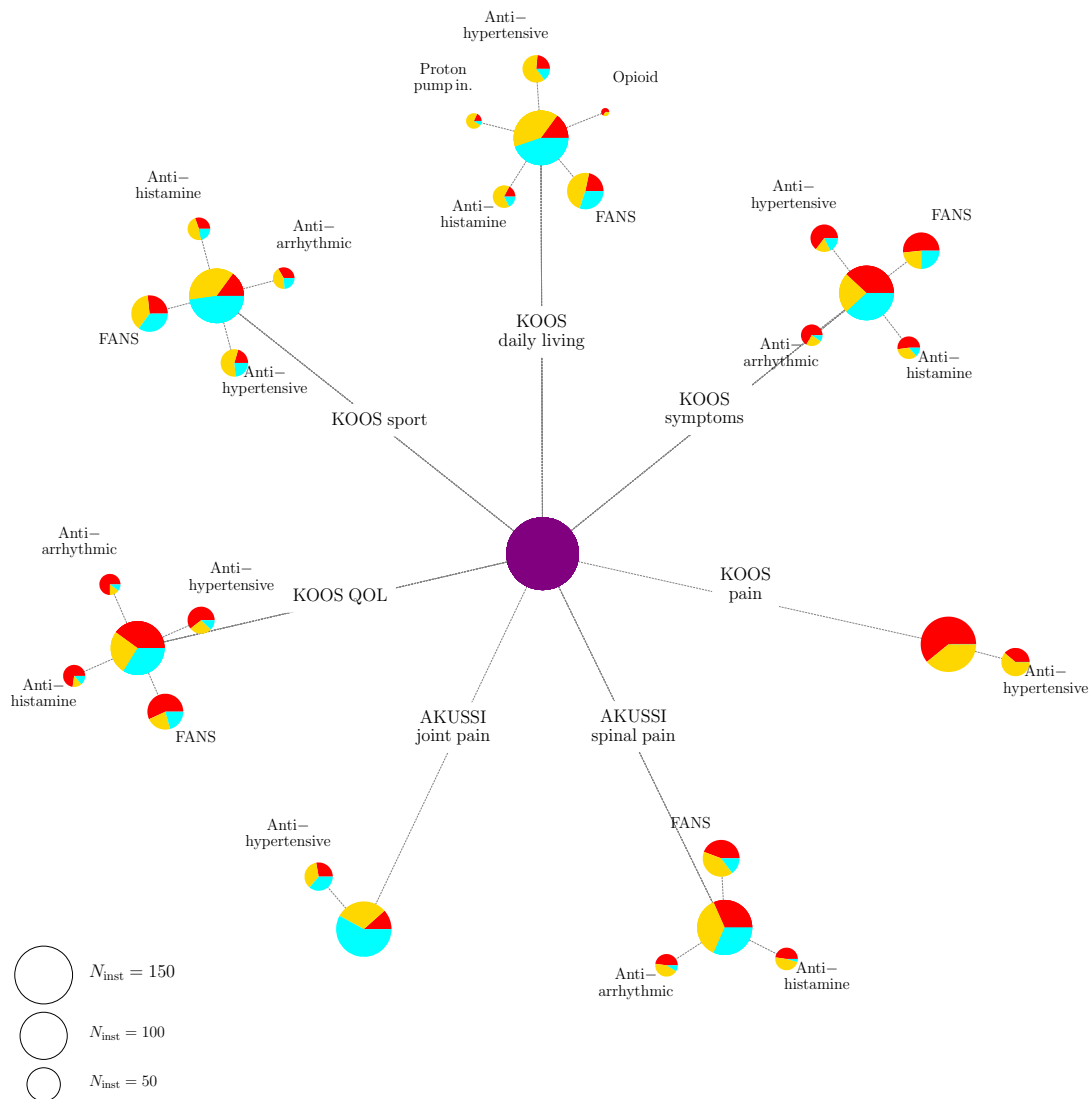 Anti−
hypertensive
Proton
pump in.
Opioid
Anti−
histamine
FANS
Anti−
histamine
Anti−
arrhythmic
FANS
Anti−
hypertensive
Anti−
hypertensive
FANS
Anti−
arrhythmic
Anti−
histamine
KOOS
daily living
KOOS sport
KOOS
symptoms
Anti−
arrhythmic
Anti−
hypertensive
KOOS QOL
Anti−
histamine
FANS
KOOS
pain
Anti−
hypertensive
AKUSSI
joint pain
AKUSSI
spinal pain
Anti−
hypertensive
FANS
Anti−
arrhythmic
Anti−
histamine
N_inst = 150
N_inst = 100
N_inst = 50